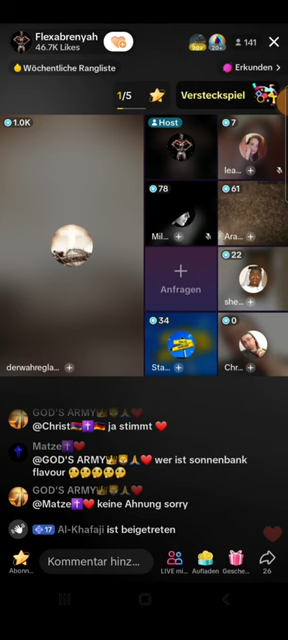 Flexabrenyah
46.7K Likes
30+
20+
141
Wöchentliche Rangliste
Erkunden >
1/5
Versteckspiel
1.0K
Host
7
lea...
78
61
Mil...
Ara...
Anfragen
22
she...
34
0
derwahregla...
Sta...
Chr...
GOD'S ARMY👑🦁🙏❤️
@Christ🇦🇲✝️🇩🇪 ja stimmt ❤️
Matze✝️❤️
@GOD'S ARMY👑🦁🙏❤️ wer ist sonnenbank
flavour 🤔🤔🤔🤔🤔
GOD'S ARMY👑🦁🙏❤️
@Matze✝️❤️ keine Ahnung sorry
17 Al-Khafaji ist beigetreten
Kommentar hinz...
Abonn...
LIVE mi...
Aufladen
Gesche...
26